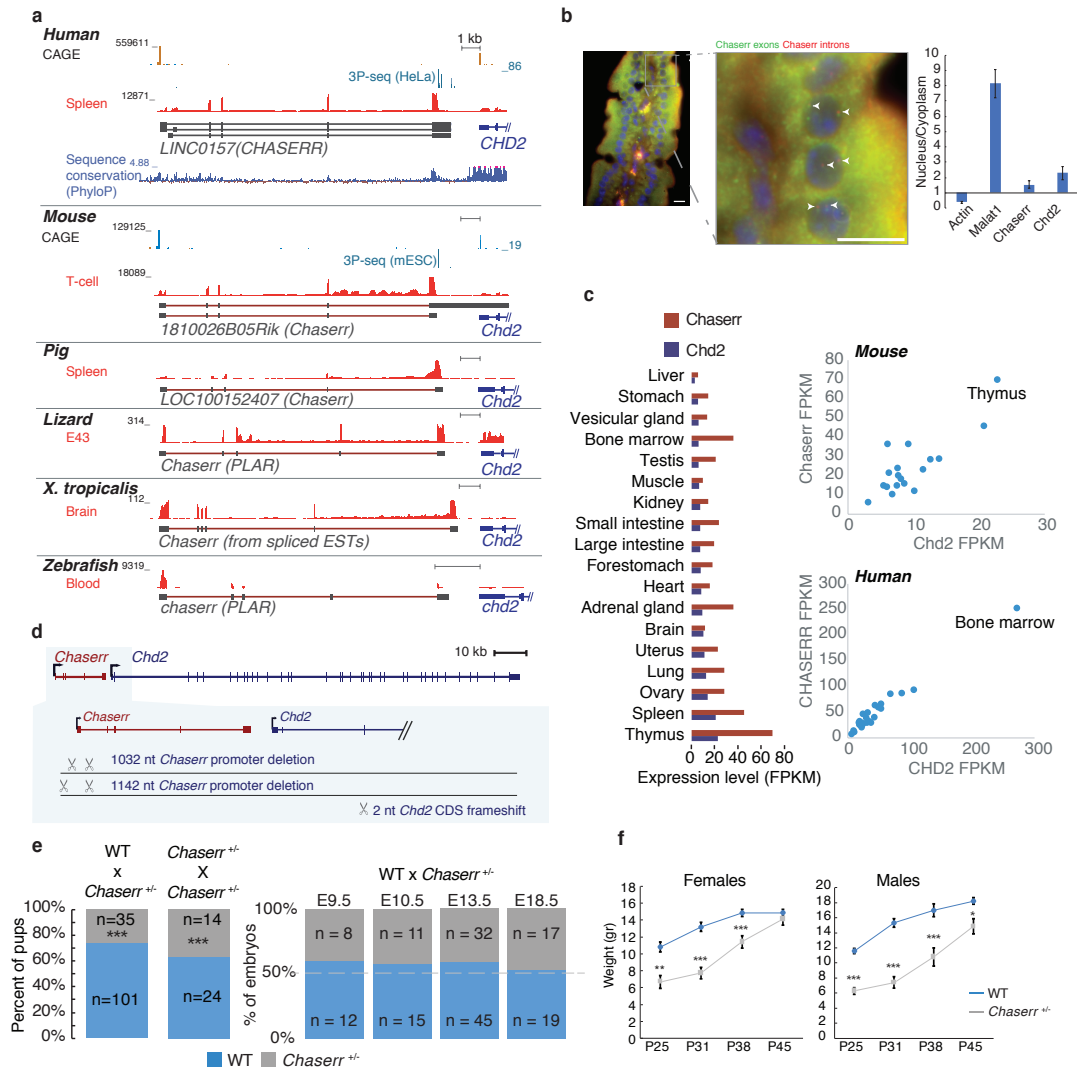 a
Human
CAGE
559611
1 kb
86
3P-seq (HeLa)
Spleen
12871
LINC0157(CHASERR)
CHD2
Sequence
conservation
(PhyloP)
4.88
Mouse
CAGE
129125
19
3P-seq (mESC)
T-cell
18089
1810026B05Rik (Chaserr)
Chd2
Pig
Spleen
LOC100152407 (Chaserr)
Chd2
Lizard
314
E43
Chaserr (PLAR)
Chd2
X. tropicalis
112
Brain
Chaserr (from spliced ESTs)
Chd2
Zebrafish
9319
Blood
chaserr (PLAR)
chd2
b
Chaserr exons Chaserr introns
Nucleus/Cyoplasm
10
9
8
7
6
5
4
3
2
1
0
Actin
Malat1
Chaserr
Chd2
c
Chaserr
Chd2
Liver
Stomach
Vesicular gland
Bone marrow
Testis
Muscle
Kidney
Small intestine
Large intestine
Forestomach
Heart
Adrenal gland
Brain
Uterus
Lung
Ovary
Spleen
Thymus
0 20 40 60 80
Expression level (FPKM)
Mouse
Chaserr FPKM
80
70
60
50
40
30
20
10
0
Thymus
0 10 20 30
Chd2 FPKM
Human
CHASERR FPKM
300
250
200
150
100
50
0
Bone marrow
0 100 200 300
CHD2 FPKM
d
Chaserr
Chd2
10 kb
Chaserr
Chd2
1032 nt Chaserr promoter deletion
1142 nt Chaserr promoter deletion
2 nt Chd2 CDS frameshift
e
WT
x
Chaserr +/-
Chaserr +/-
X
Chaserr +/-
Percent of pups
100%
80%
60%
40%
20%
0%
n=35
***
n=101
n=14
***
n=24
WT x Chaserr +/-
E9.5 E10.5 E13.5 E18.5
% of embryos
100%
50%
0%
n = 8 n = 11 n = 32 n = 17
n = 12 n = 15 n = 45 n = 19
WT Chaserr +/-
f
Females
Weight (gr)
18
16
14
12
10
8
6
4
2
0
**
***
***
P25 P31 P38 P45
Males
20
18
16
14
12
10
8
6
4
2
0
***
***
***
*
WT
Chaserr +/-
P25 P31 P38 P45